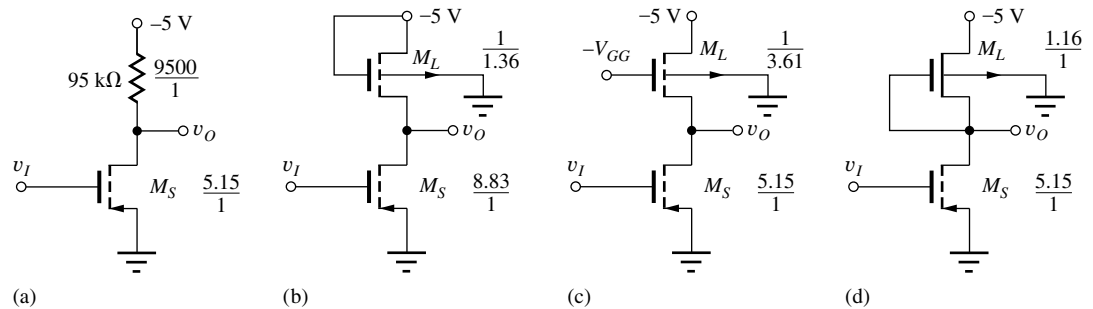 –5 V
95 kΩ
9500
1
v_O
v_I
M_S
5.15
1
(a)
–5 V
M_L
1
1.36
v_O
v_I
M_S
8.83
1
(b)
–5 V
–V_GG
M_L
1
3.61
v_O
v_I
M_S
5.15
1
(c)
–5 V
M_L
1.16
1
v_O
v_I
M_S
5.15
1
(d)